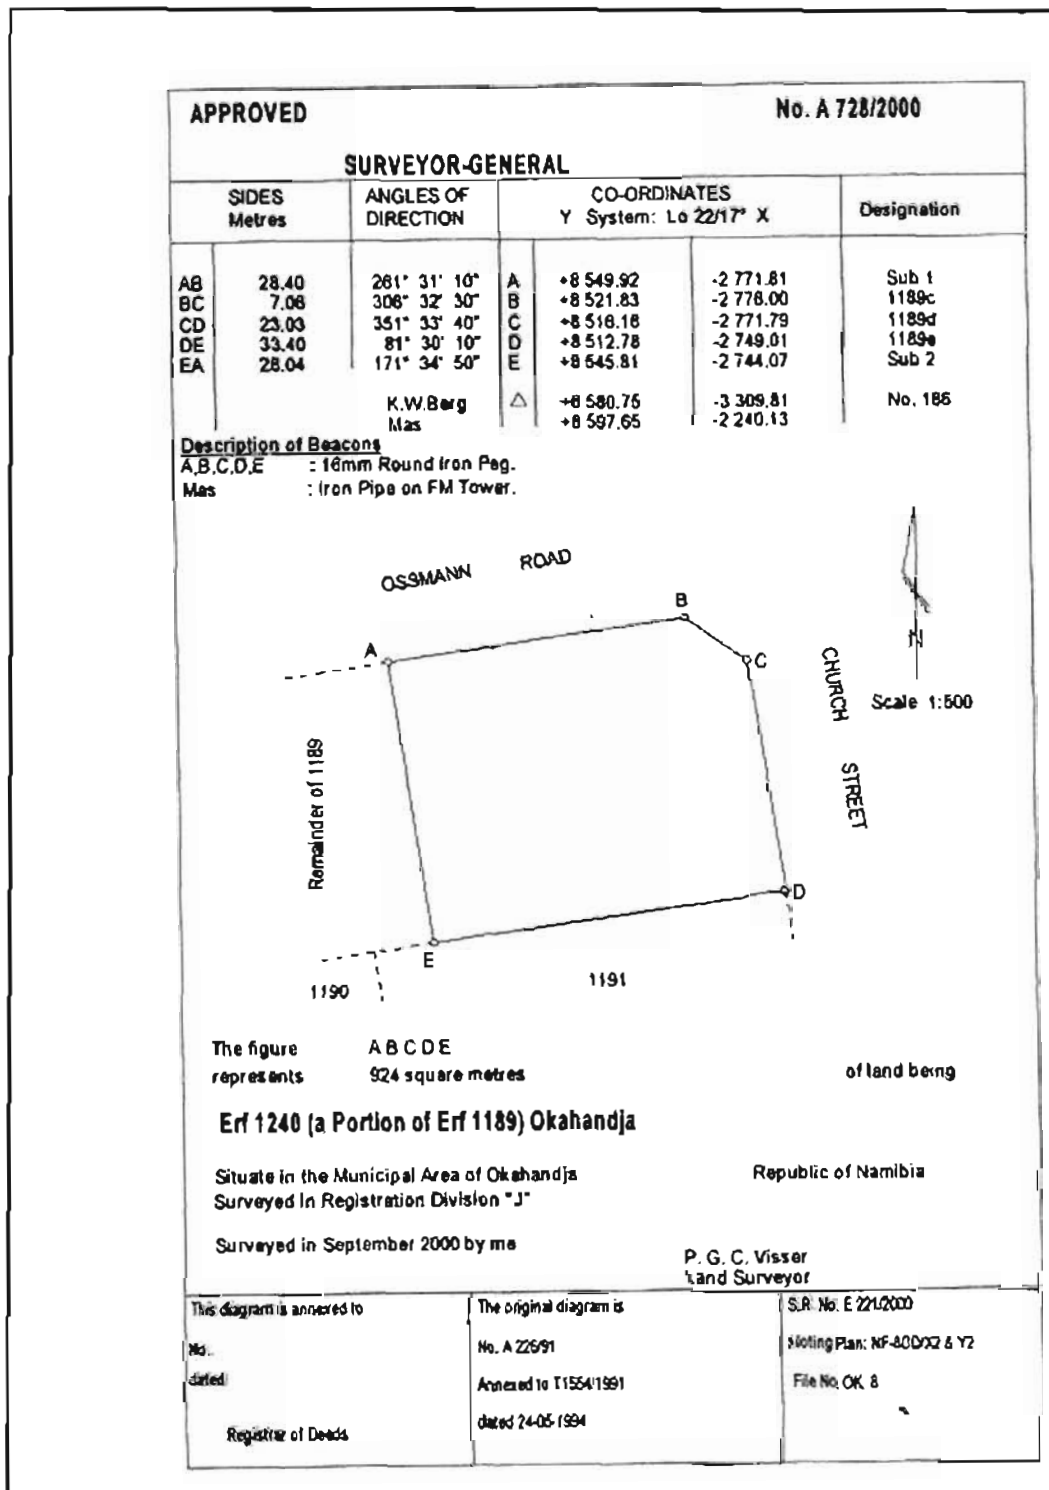 APPROVED No. A 728/2000
SURVEYOR-GENERAL
SIDES Metres ANGLES OF DIRECTION CO-ORDINATES Y System: Lo 22/17° X Designation
AB 28.40 261° 31' 10" A +8 549.92 -2 771.81 Sub 1
BC 7.06 306° 32' 30" B +8 521.83 -2 776.00 1189c
CD 23.03 351° 33' 40" C +8 516.16 -2 771.79 1189d
DE 33.40 81° 30' 10" D +8 512.78 -2 749.01 1189e
EA 28.04 171° 34' 50" E +8 545.81 -2 744.07 Sub 2
K.W.Berg △ +8 580.75 -3 309.81 No. 186
Mas +8 597.65 -2 240.13
Description of Beacons
A,B,C,D,E : 16mm Round Iron Peg.
Mas : Iron Pipe on FM Tower.
OSSMANN ROAD
B
A
C
N
CHURCH STREET
Scale 1:500
Remainder of 1189
D
E
1190
1191
The figure A B C D E
represents 924 square metres of land being
Erf 1240 (a Portion of Erf 1189) Okahandja
Situate in the Municipal Area of Okahandja Republic of Namibia
Surveyed in Registration Division "J"
Surveyed in September 2000 by me
P. G. C. Visser
Land Surveyor
This diagram is annexed to
No.
dated
Registrar of Deeds
The original diagram is
No. A 226/91
Annexed to T1554/1991
dated 24-05-1994
S.R. No. E 221/2000
Noting Plan: & Y2
File No. OK 8